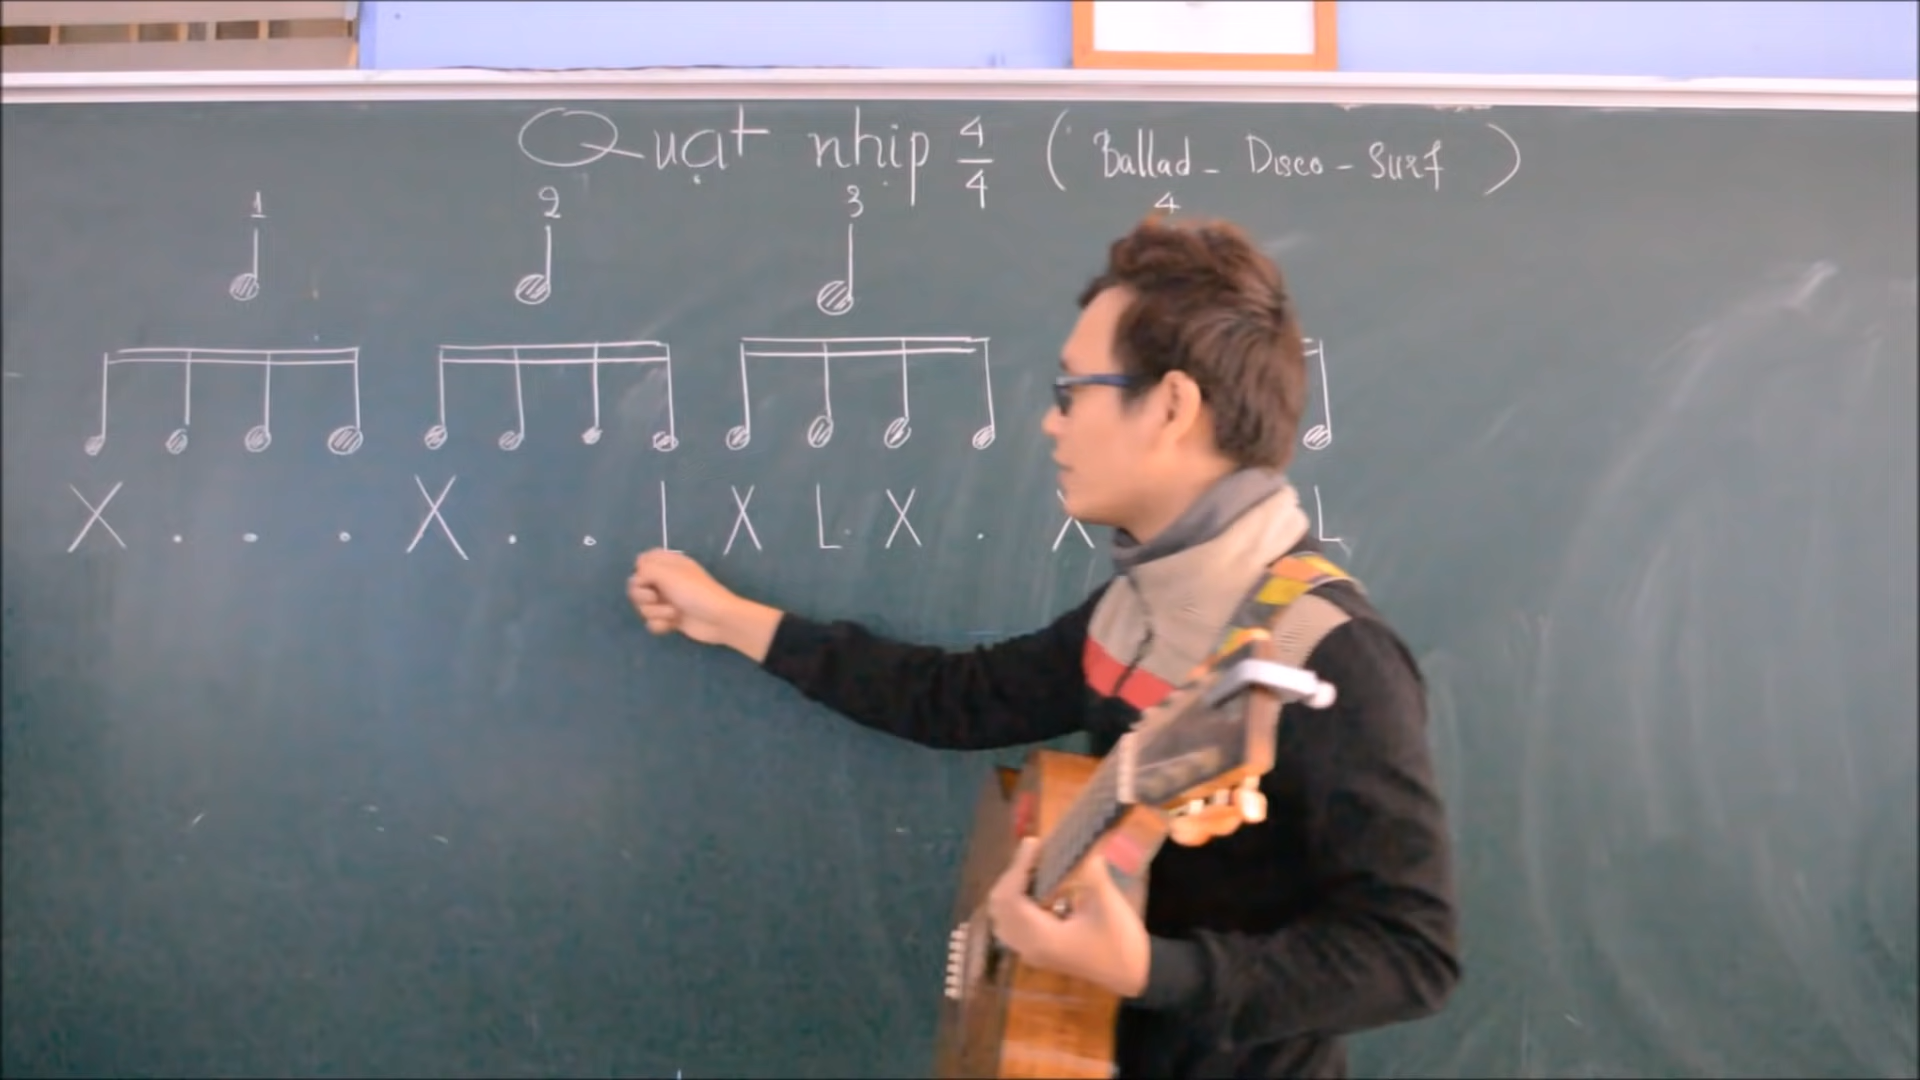 Quạt nhịp 4/4 ( Ballad - Disco - Surf )
1 2 3 4
X . . . X . . L X L . X . X L